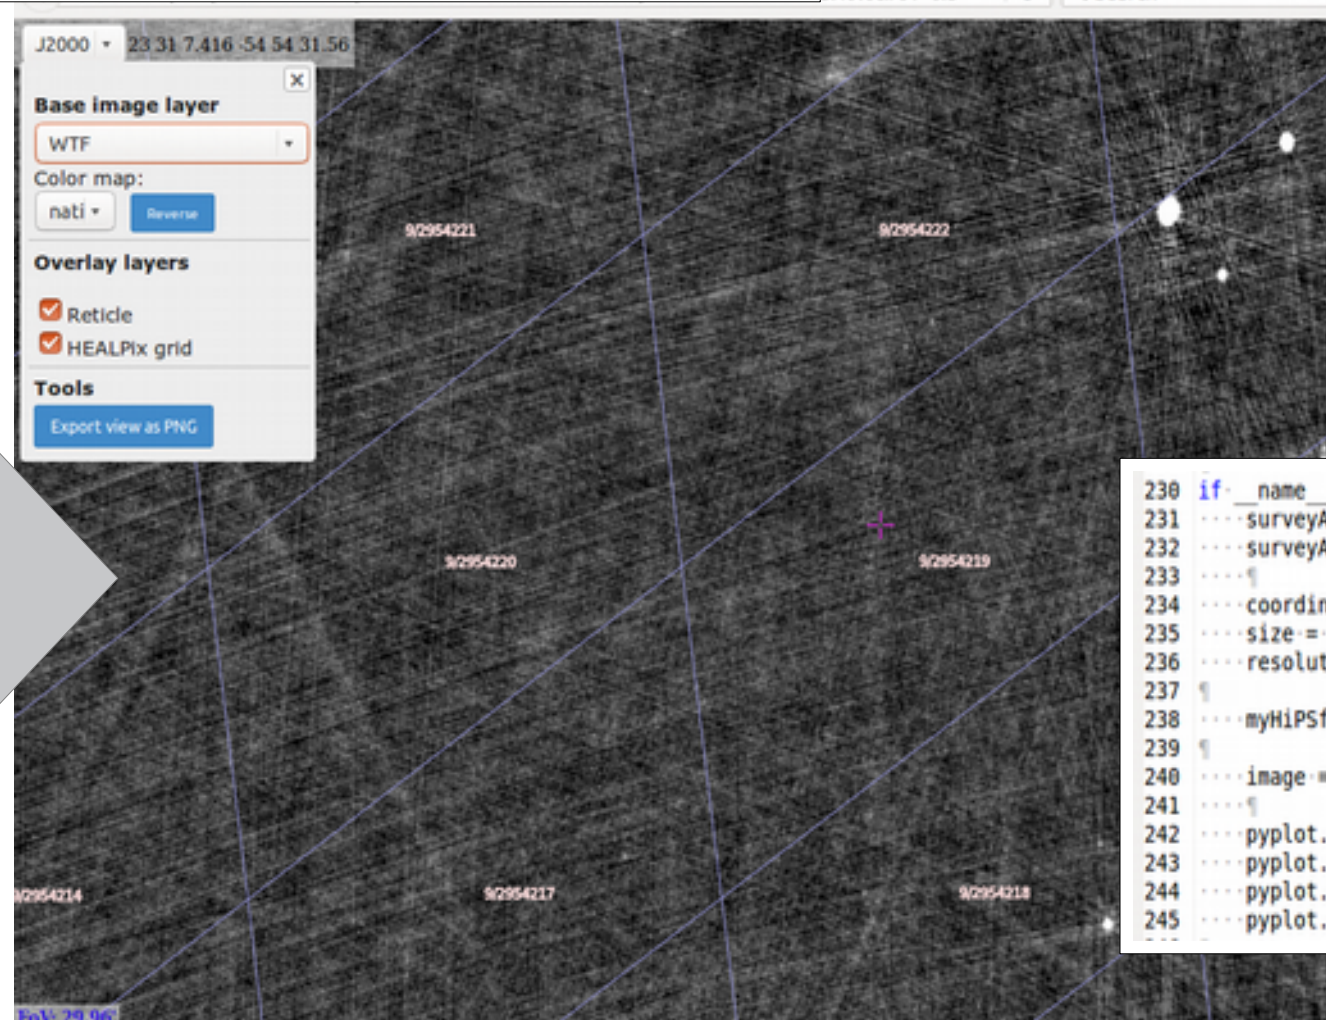 J2000 23 31 7.416 -54 54 31.56
Base image layer
WTF
Color map:
nati
Reverse
Overlay layers
Reticle
HEALPix grid
Tools
Export view as PNG
9/2954221
9/2954222
9/2954220
9/2954219
9/2954214
9/2954217
9/2954218
FoV: 29.96'
230 if __name__
231 surveyA
232 surveyA
233 ¶
234 coordin
235 size =
236 resolut
237 ¶
238 myHiPSf
239 ¶
240 image =
241 ¶
242 pyplot.
243 pyplot.
244 pyplot.
245 pyplot.